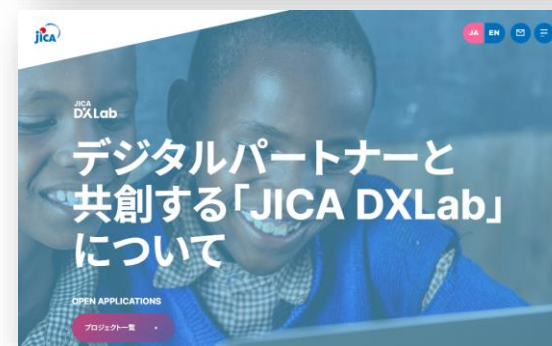 jica
JA EN
JICA
DXLab
デジタルパートナーと
共創する「JICA DXLab」
について
OPEN APPLICATIONS
プロジェクト一覧